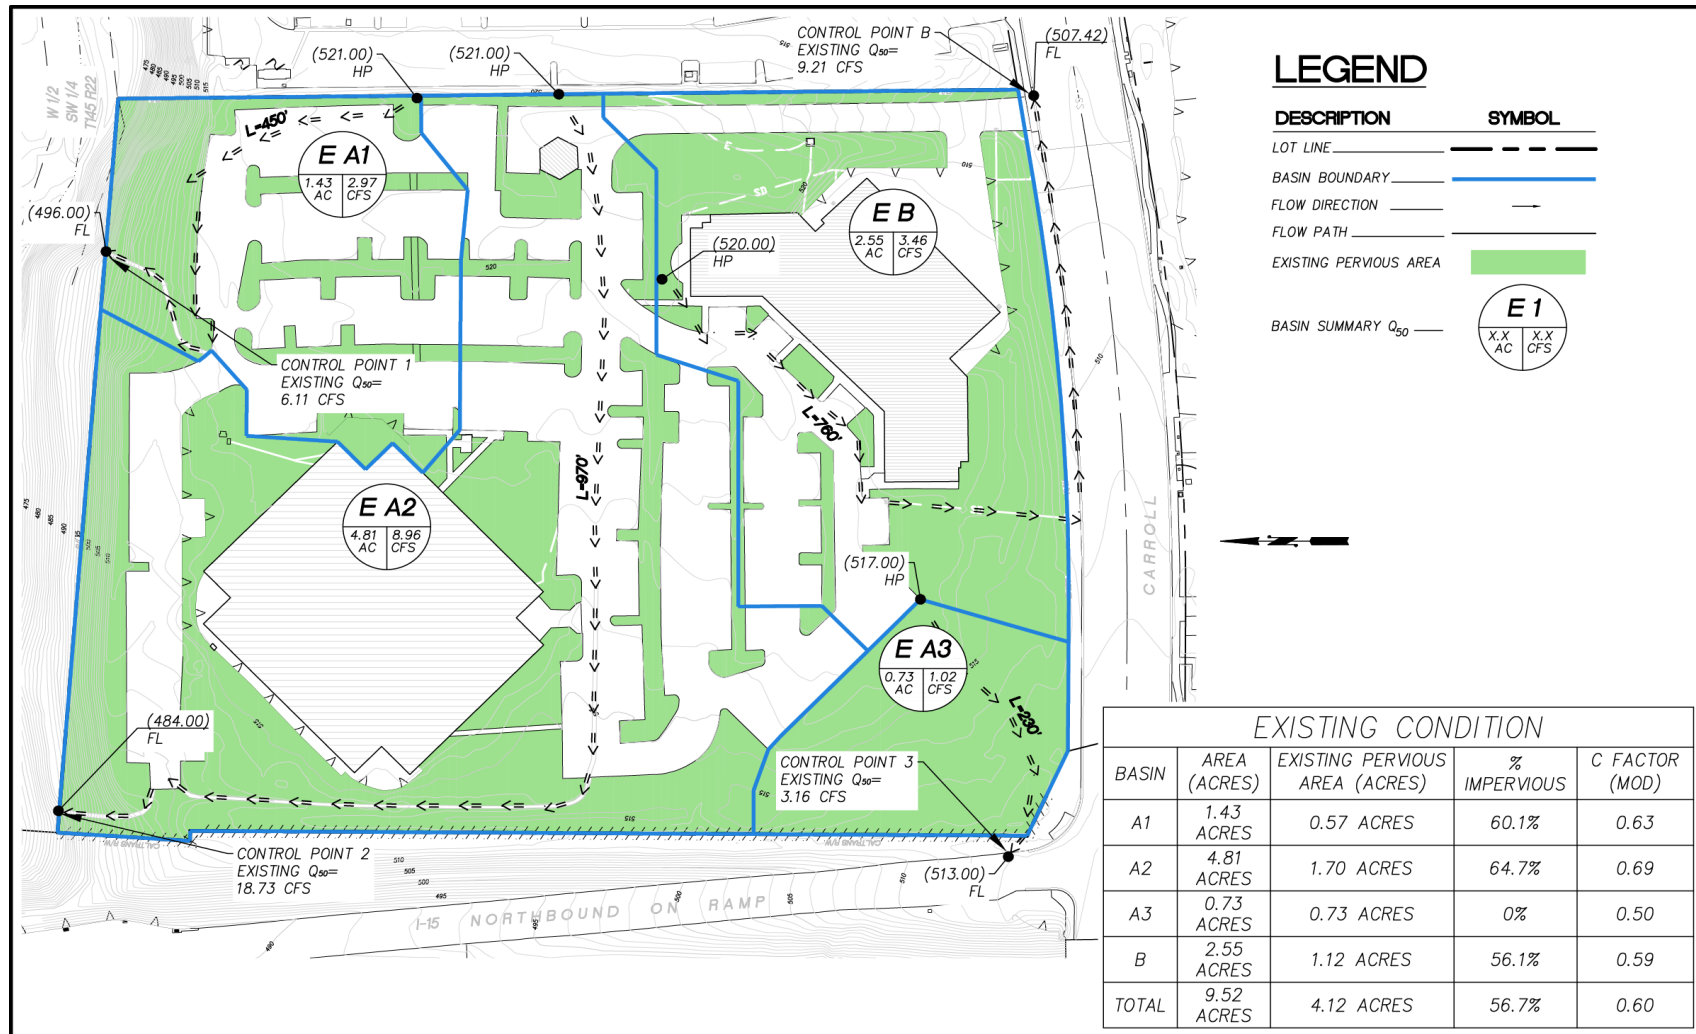 (521.00)
HP
(521.00)
HP
CONTROL POINT B
EXISTING Q50=
9.21 CFS
(507.42)
FL
W 1/2
SW 1/4
L=450'
E A1
1.43 AC
2.97 CFS
(496.00)
FL
E B
2.55 AC
3.46 CFS
(520.00)
HP
CONTROL POINT 1
EXISTING Q50=
6.11 CFS
L=760'
L=970'
E A2
4.81 AC
8.96 CFS
(517.00)
HP
CARROLL
E A3
0.73 AC
1.02 CFS
L=230'
(484.00)
FL
CONTROL POINT 3
EXISTING Q50=
3.16 CFS
CONTROL POINT 2
EXISTING Q50=
18.73 CFS
(513.00)
FL
CALTRANS R/W
CALTRANS R/W
I-15 NORTHBOUND ON RAMP
LEGEND
DESCRIPTION SYMBOL
LOT LINE
BASIN BOUNDARY
FLOW DIRECTION
FLOW PATH
EXISTING PERVIOUS AREA
BASIN SUMMARY Q50
E 1
X.X AC
X.X CFS
EXISTING CONDITION
BASIN AREA (ACRES) EXISTING PERVIOUS AREA (ACRES) % IMPERVIOUS C FACTOR (MOD)
A1 1.43 ACRES 0.57 ACRES 60.1% 0.63
A2 4.81 ACRES 1.70 ACRES 64.7% 0.69
A3 0.73 ACRES 0.73 ACRES 0% 0.50
B 2.55 ACRES 1.12 ACRES 56.1% 0.59
TOTAL 9.52 ACRES 4.12 ACRES 56.7% 0.60